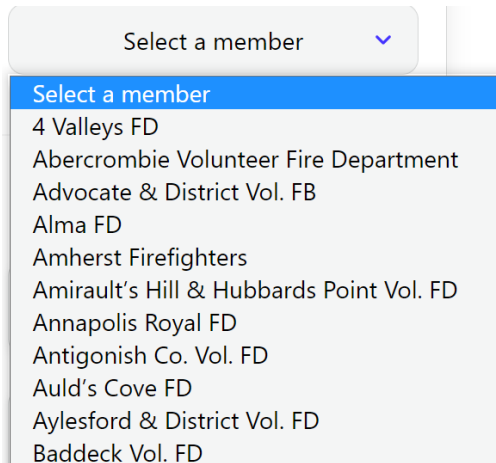 Select a member
Select a member
4 Valleys FD
Abercrombie Volunteer Fire Department
Advocate & District Vol. FB
Alma FD
Amherst Firefighters
Amirault’s Hill & Hubbards Point Vol. FD
Annapolis Royal FD
Antigonish Co. Vol. FD
Auld’s Cove FD
Aylesford & District Vol. FD
Baddeck Vol. FD